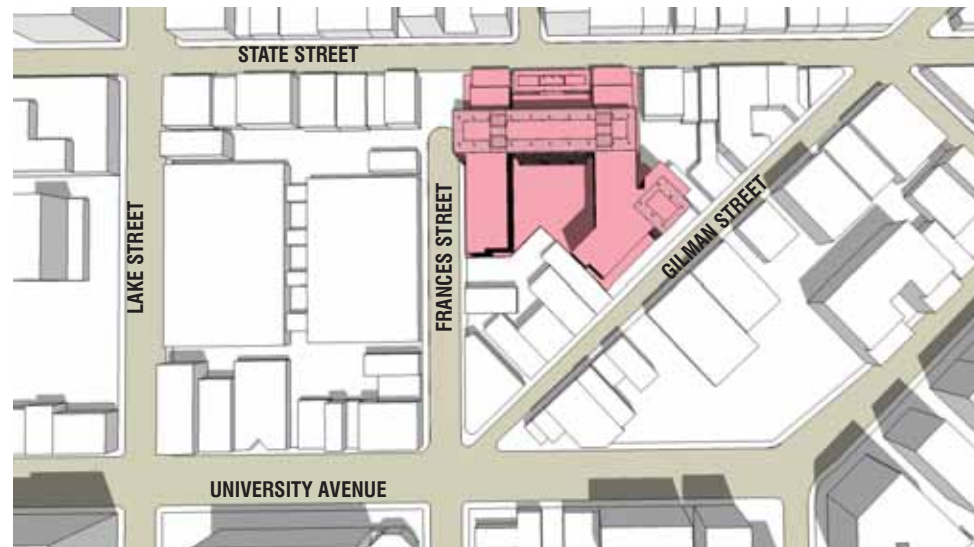 STATE STREET
LAKE STREET
FRANCES STREET
GILMAN STREET
UNIVERSITY AVENUE